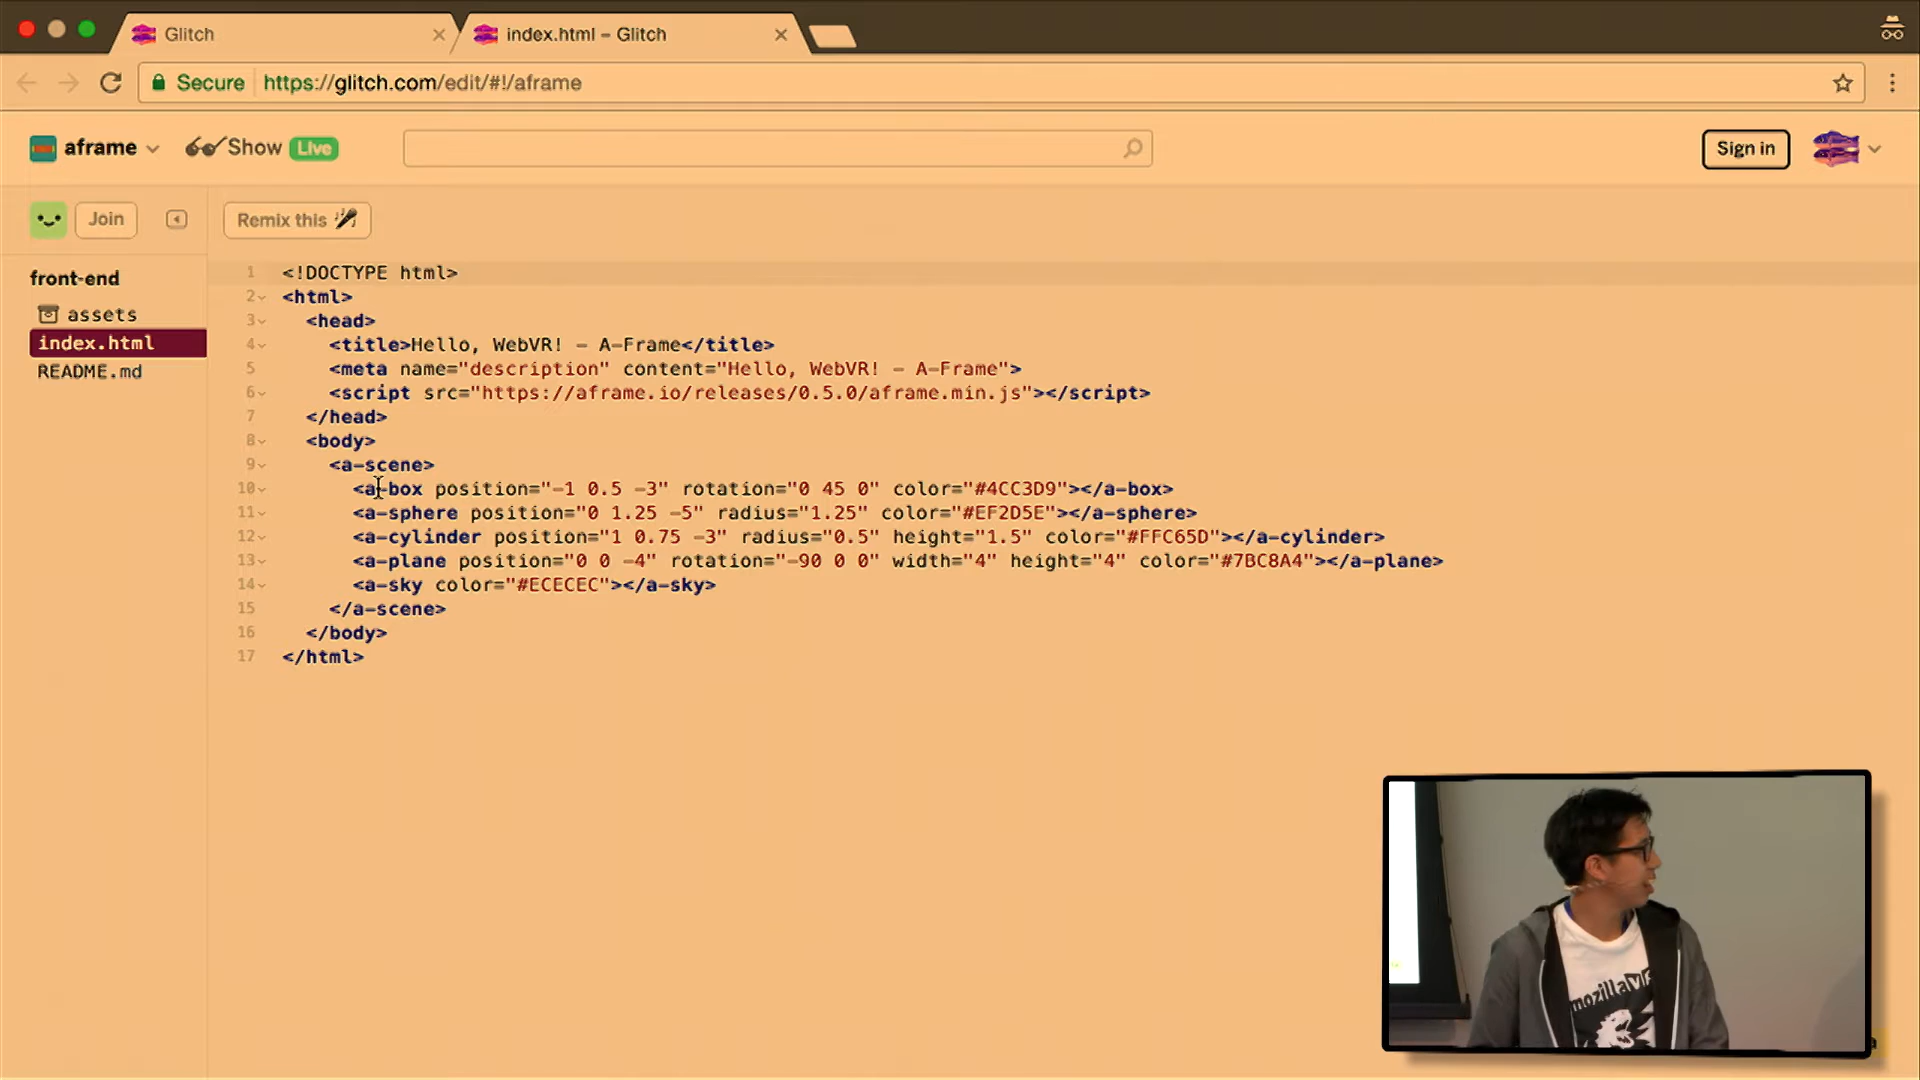 Glitch
index.html – Glitch
Secure https://glitch.com/edit/#!/aframe
aframe
Show Live
Sign in
Join
Remix this
front-end
assets
index.html
README.md
1 <!DOCTYPE html>
2 <html>
3 <head>
4 <title>Hello, WebVR! – A-Frame</title>
5 <meta name="description" content="Hello, WebVR! – A-Frame">
6 <script src="https://aframe.io/releases/0.5.0/aframe.min.js"></script>
7 </head>
8 <body>
9 <a-scene>
10 <a-box position="-1 0.5 -3" rotation="0 45 0" color="#4CC3D9"></a-box>
11 <a-sphere position="0 1.25 -5" radius="1.25" color="#EF2D5E"></a-sphere>
12 <a-cylinder position="1 0.75 -3" radius="0.5" height="1.5" color="#FFC65D"></a-cylinder>
13 <a-plane position="0 0 -4" rotation="-90 0 0" width="4" height="4" color="#7BC8A4"></a-plane>
14 <a-sky color="#ECECEC"></a-sky>
15 </a-scene>
16 </body>
17 </html>